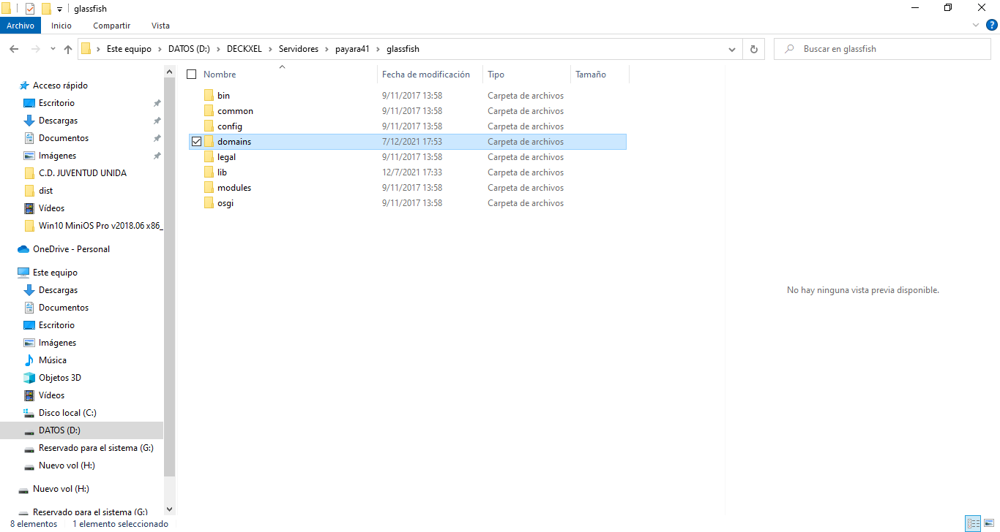 glassfish
Archivo Inicio Compartir Vista
Este equipo DATOS (D:) DECKXEL Servidores payara41 glassfish
Buscar en glassfish
Acceso rápido
Escritorio
Descargas
Documentos
Imágenes
C.D. JUVENTUD UNIDA
dist
Vídeos
Win10 MiniOS Pro v2018.06 x86_
OneDrive - Personal
Este equipo
Descargas
Documentos
Escritorio
Imágenes
Música
Objetos 3D
Vídeos
Disco local (C:)
DATOS (D:)
Reservado para el sistema (G:)
Nuevo vol (H:)
Nuevo vol (H:)
Reservado para el sistema (G:)
Nombre Fecha de modificación Tipo Tamaño
bin 9/11/2017 13:58 Carpeta de archivos
common 9/11/2017 13:58 Carpeta de archivos
config 9/11/2017 13:58 Carpeta de archivos
domains 7/12/2021 17:53 Carpeta de archivos
legal 9/11/2017 13:58 Carpeta de archivos
lib 12/7/2021 17:33 Carpeta de archivos
modules 9/11/2017 13:58 Carpeta de archivos
osgi 9/11/2017 13:58 Carpeta de archivos
No hay ninguna vista previa disponible.
8 elementos 1 elemento seleccionado